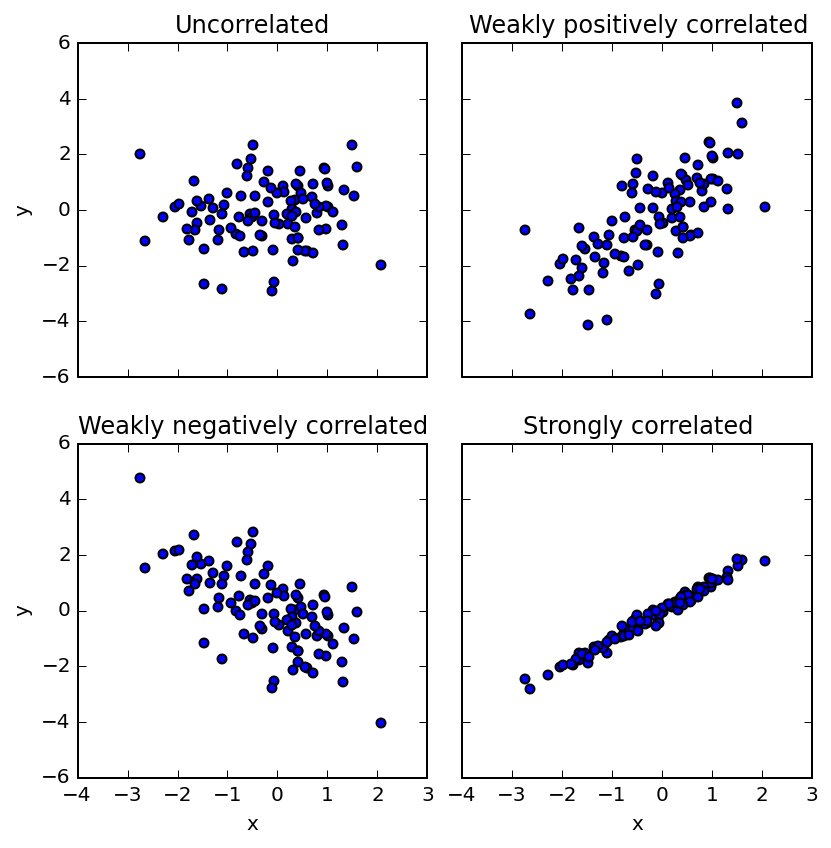 Uncorrelated
Weakly positively correlated
6
4
2
0
−2
−4
−6
y
Weakly negatively correlated
Strongly correlated
6
4
2
0
−2
−4
−6
y
−4 −3 −2 −1 0 1 2 3
−4 −3 −2 −1 0 1 2 3
x
x